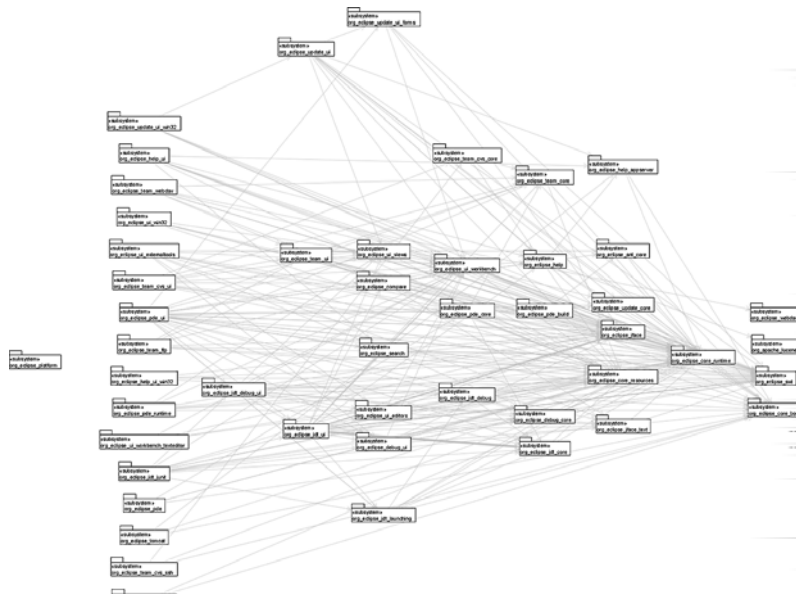 «subsystem»
org_eclipse_update_ui_forms
«subsystem»
org_eclipse_update_ui
«subsystem»
org_eclipse_update_ui_win32
«subsystem»
org_eclipse_help_ui
«subsystem»
org_eclipse_team_cvs_core
«subsystem»
org_eclipse_team_core
«subsystem»
org_eclipse_help_appserver
«subsystem»
org_eclipse_team_webdav
«subsystem»
org_eclipse_ui_win32
«subsystem»
org_eclipse_ui_externaltools
«subsystem»
org_eclipse_team_ui
«subsystem»
org_eclipse_ui_views
«subsystem»
org_eclipse_ui_workbench
«subsystem»
org_eclipse_help
«subsystem»
org_eclipse_ant_core
«subsystem»
org_eclipse_team_cvs_ui
«subsystem»
org_eclipse_compare
«subsystem»
org_eclipse_pde_ui
«subsystem»
org_eclipse_pde_core
«subsystem»
org_eclipse_pde_build
«subsystem»
org_eclipse_update_core
«subsystem»
org_eclipse_webdav
«subsystem»
org_eclipse_jface
«subsystem»
org_eclipse_team_ftp
«subsystem»
org_eclipse_search
«subsystem»
org_eclipse_core_runtime
«subsystem»
org_apache_lucene
«subsystem»
org_eclipse_platform
«subsystem»
org_eclipse_help_ui_win32
«subsystem»
org_eclipse_jdt_debug_ui
«subsystem»
org_eclipse_jdt_debug
«subsystem»
org_eclipse_core_resources
«subsystem»
org_eclipse_swt
«subsystem»
org_eclipse_pde_runtime
«subsystem»
org_eclipse_ui_editors
«subsystem»
org_eclipse_debug_core
«subsystem»
org_eclipse_jface_text
«subsystem»
org_eclipse_core_bo
«subsystem»
org_eclipse_ui_workbench_texteditor
«subsystem»
org_eclipse_jdt_ui
«subsystem»
org_eclipse_debug_ui
«subsystem»
org_eclipse_jdt_core
«subsystem»
org_eclipse_jdt_junit
«subsystem»
org_eclipse_pde
«subsystem»
org_eclipse_jdt_launching
«subsystem»
org_eclipse_tomcat
«subsystem»
org_eclipse_team_cvs_ssh